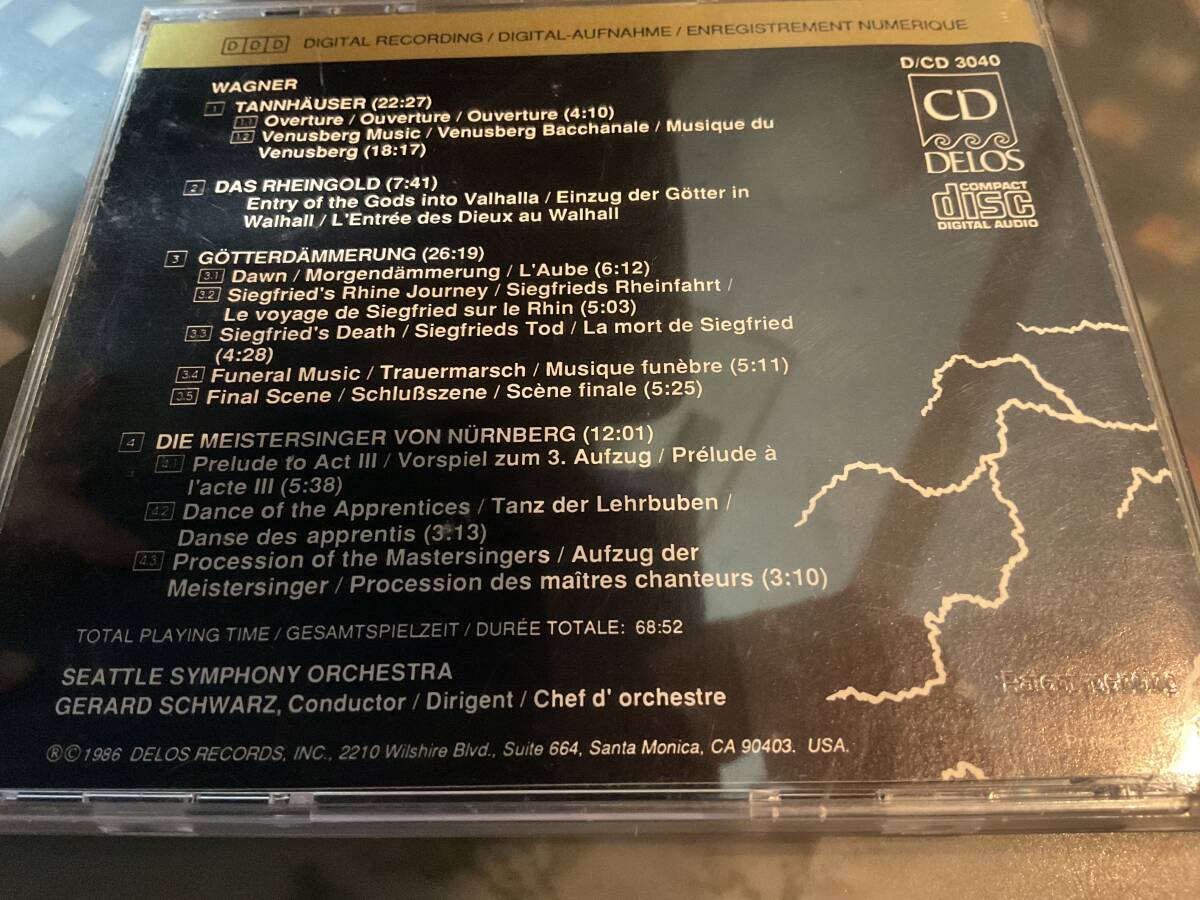 DDD DIGITAL RECORDING / DIGITAL-AUFNAHME / ENREGISTREMENT NUMERIQUE
D/CD 3040
CD
DELOS
COMPACT
disc
DIGITAL AUDIO
WAGNER
1 TANNHÄUSER (22:27)
1.1 Overture / Ouverture / Ouverture (4:10)
1.2 Venusberg Music / Venusberg Bacchanale / Musique du
Venusberg (18:17)
2 DAS RHEINGOLD (7:41)
Entry of the Gods into Valhalla / Einzug der Götter in
Walhall / L'Entrée des Dieux au Walhall
3 GÖTTERDÄMMERUNG (26:19)
3.1 Dawn / Morgendämmerung / L'Aube (6:12)
3.2 Siegfried's Rhine Journey / Siegfrieds Rheinfahrt /
Le voyage de Siegfried sur le Rhin (5:03)
3.3 Siegfried's Death / Siegfrieds Tod / La mort de Siegfried
(4:28)
3.4 Funeral Music / Trauermarsch / Musique funèbre (5:11)
3.5 Final Scene / Schlußszene / Scène finale (5:25)
4 DIE MEISTERSINGER VON NÜRNBERG (12:01)
4.1 Prelude to Act III / Vorspiel zum 3. Aufzug / Prélude à
l'acte III (5:38)
4.2 Dance of the Apprentices / Tanz der Lehrbuben /
Danse des apprentis (3:13)
4.3 Procession of the Mastersingers / Aufzug der
Meistersinger / Procession des maîtres chanteurs (3:10)
TOTAL PLAYING TIME / GESAMTSPIELZEIT / DURÉE TOTALE: 68:52
SEATTLE SYMPHONY ORCHESTRA
GERARD SCHWARZ, Conductor / Dirigent / Chef d' orchestre
®©1986 DELOS RECORDS, INC., 2210 Wilshire Blvd., Suite 664, Santa Monica, CA 90403. USA.